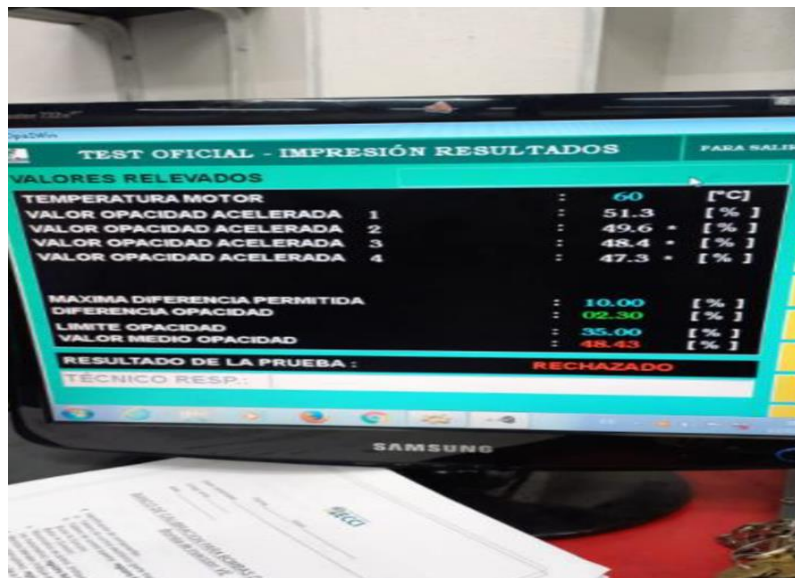 TEST OFICIAL - IMPRESIÓN RESULTADOS PARA SALIR
VALORES RELEVADOS
TEMPERATURA MOTOR : 60 [°C]
VALOR OPACIDAD ACELERADA 1 : 51.3 [ % ]
VALOR OPACIDAD ACELERADA 2 : 49.6 * [ % ]
VALOR OPACIDAD ACELERADA 3 : 48.4 * [ % ]
VALOR OPACIDAD ACELERADA 4 : 47.3 * [ % ]
MAXIMA DIFERENCIA PERMITIDA : 10.00 [ % ]
DIFERENCIA OPACIDAD : 02.30 [ % ]
LIMITE OPACIDAD : 35.00 [ % ]
VALOR MEDIO OPACIDAD : 48.43 [ % ]
RESULTADO DE LA PRUEBA : RECHAZADO
TÉCNICO RESP.:
SAMSUNG
ECCI